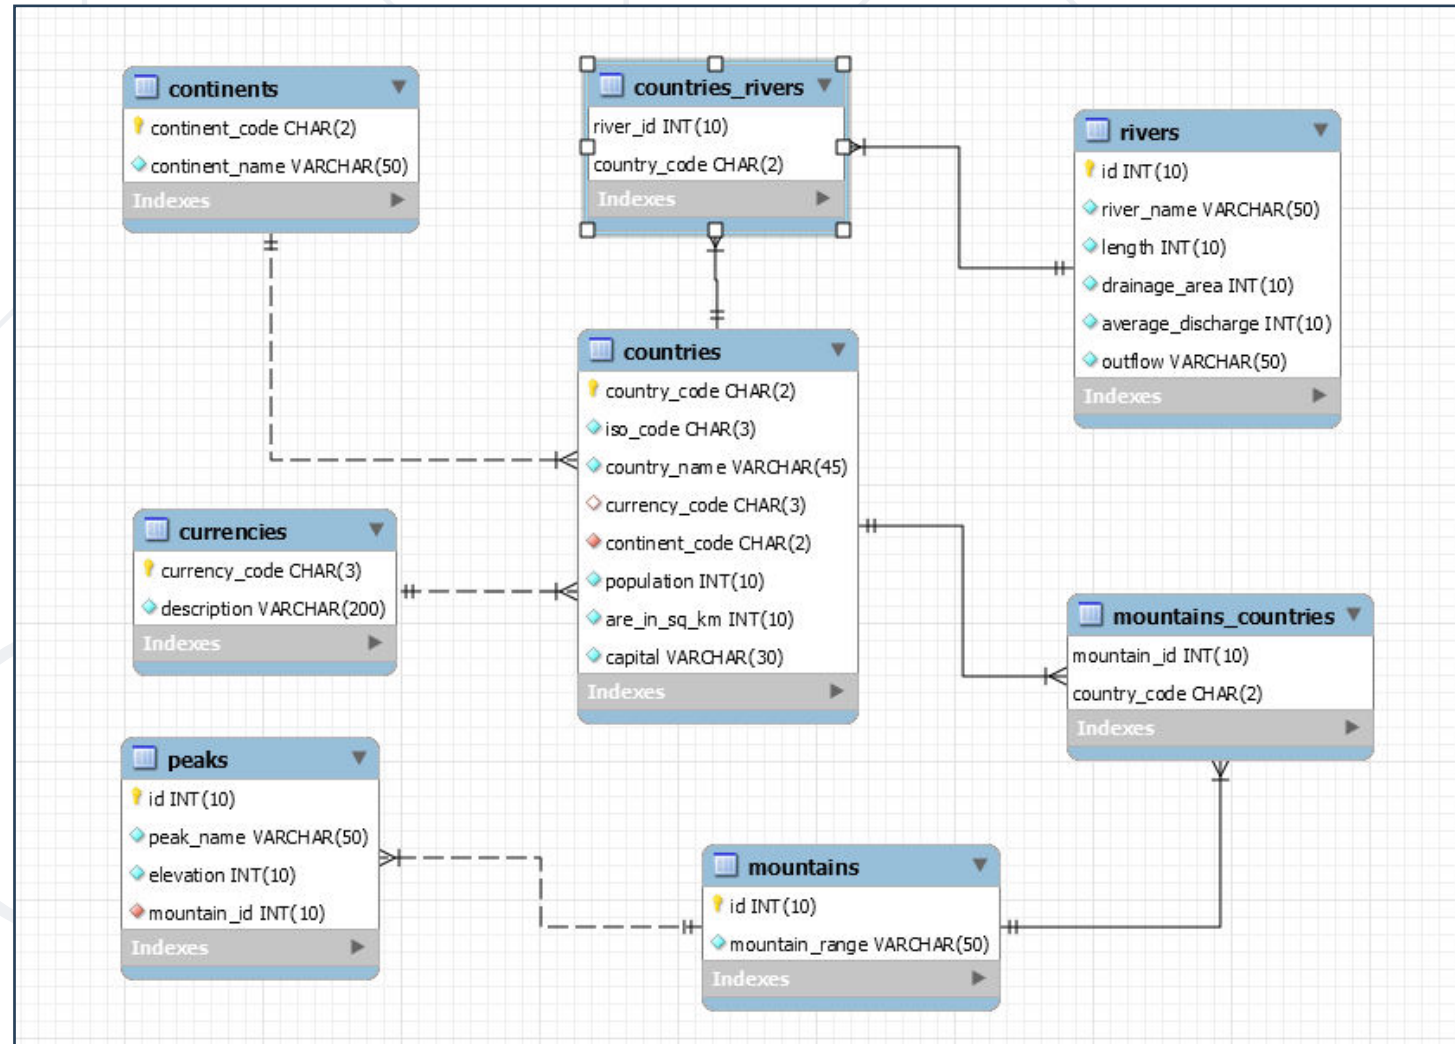 continents
continent_code CHAR(2)
continent_name VARCHAR(50)
Indexes
countries_rivers
river_id INT(10)
country_code CHAR(2)
Indexes
rivers
id INT(10)
river_name VARCHAR(50)
length INT(10)
drainage_area INT(10)
average_discharge INT(10)
outflow VARCHAR(50)
Indexes
countries
country_code CHAR(2)
iso_code CHAR(3)
country_name VARCHAR(45)
currency_code CHAR(3)
continent_code CHAR(2)
population INT(10)
are_in_sq_km INT(10)
capital VARCHAR(30)
Indexes
currencies
currency_code CHAR(3)
description VARCHAR(200)
Indexes
mountains_countries
mountain_id INT(10)
country_code CHAR(2)
Indexes
peaks
id INT(10)
peak_name VARCHAR(50)
elevation INT(10)
mountain_id INT(10)
Indexes
mountains
id INT(10)
mountain_range VARCHAR(50)
Indexes